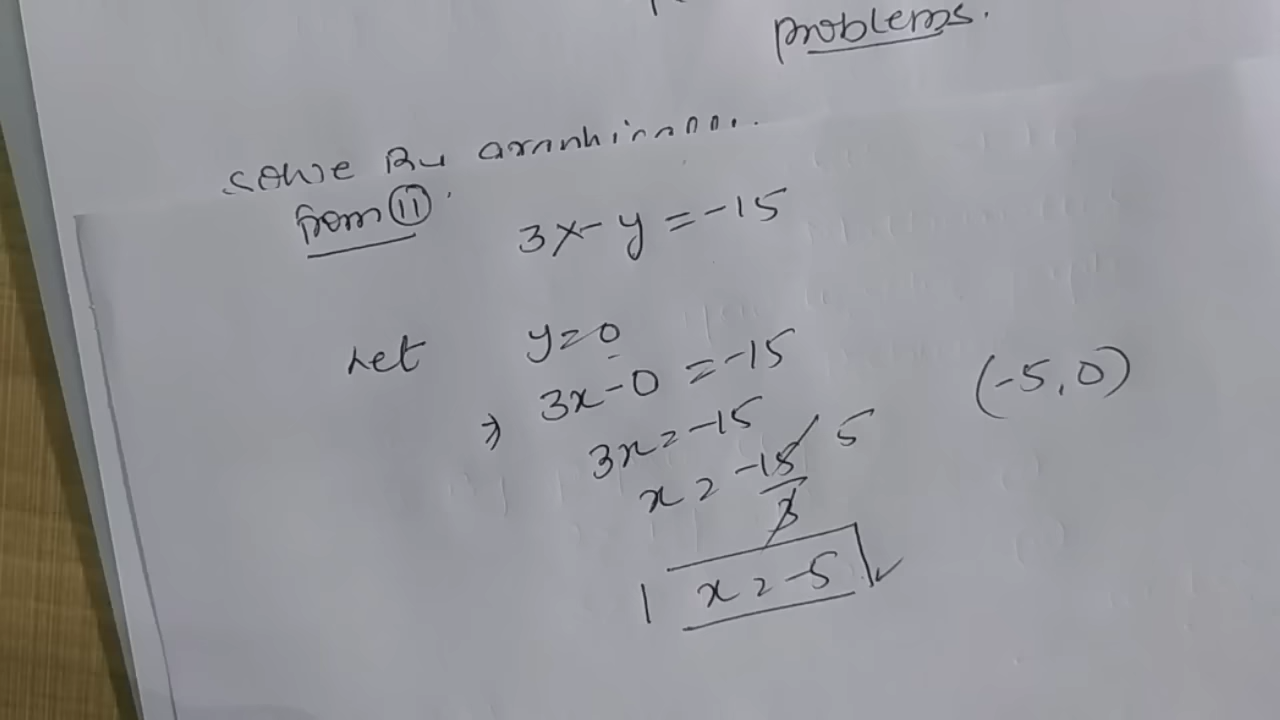 problems.
solve By
from ⑪.
3x - y = -15
Let y = 0
⇒ 3x - 0 = -15
3x = -15
x = -15/3 5
(-5, 0)
x = -5 ✓